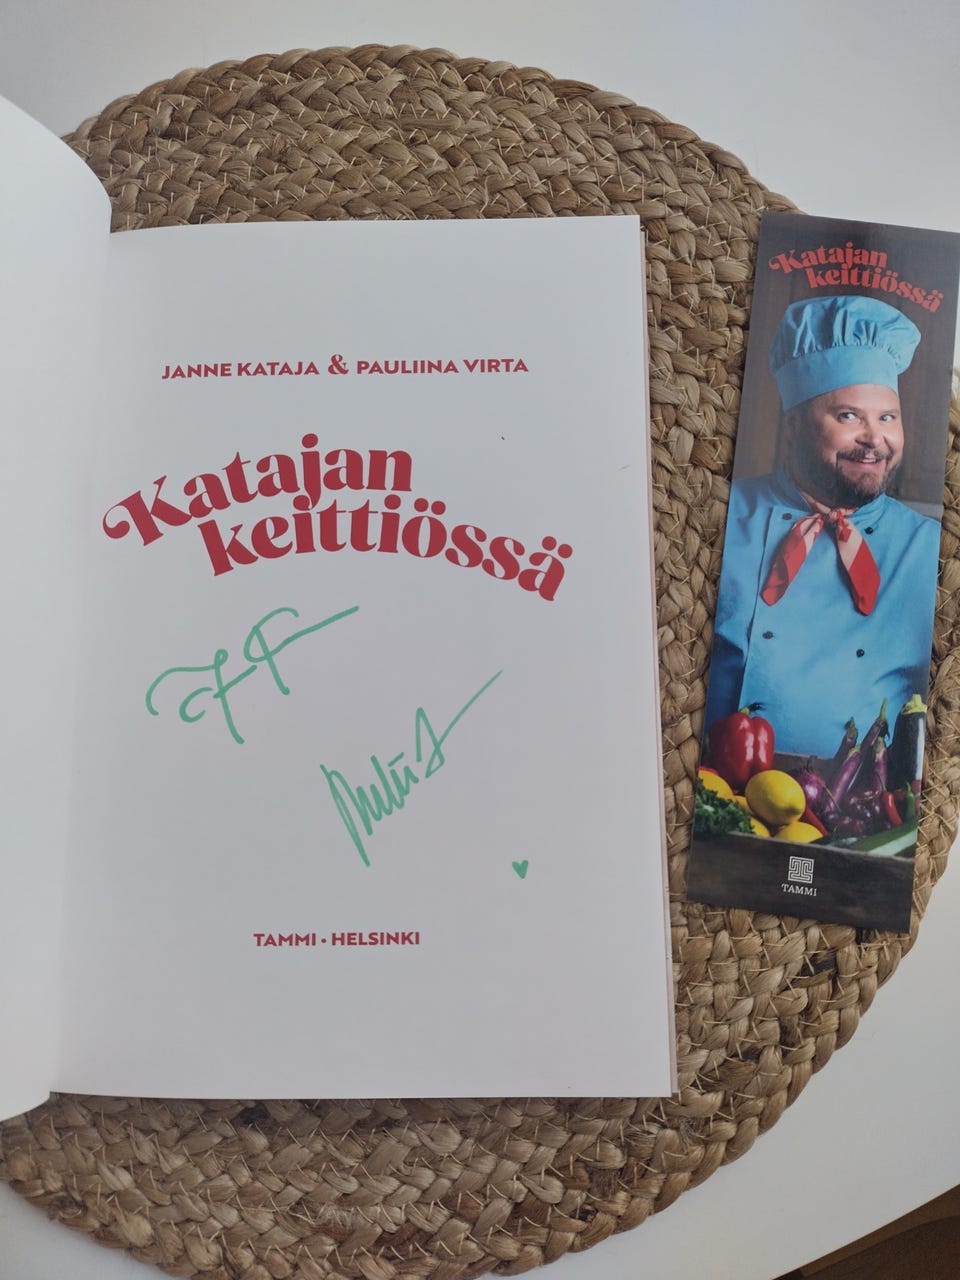 JANNE KATAJA & PAULIINA VIRTA
Katajan
keittiössä
TAMMI • HELSINKI
Katajan
keittiössä
TAMMI